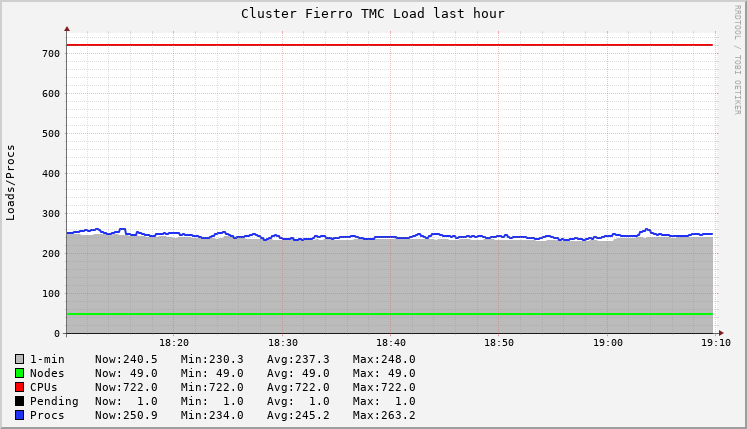 Cluster Fierro TMC Load last hour
RRDTOOL / TOBI OETIKER
Loads/Procs
700
600
500
400
300
200
100
0
18:20 18:30 18:40 18:50 19:00 19:10
1-min Now:240.5 Min:230.3 Avg:237.3 Max:248.0
Nodes Now: 49.0 Min: 49.0 Avg: 49.0 Max: 49.0
CPUs Now:722.0 Min:722.0 Avg:722.0 Max:722.0
Pending Now: 1.0 Min: 1.0 Avg: 1.0 Max: 1.0
Procs Now:250.9 Min:234.0 Avg:245.2 Max:263.2